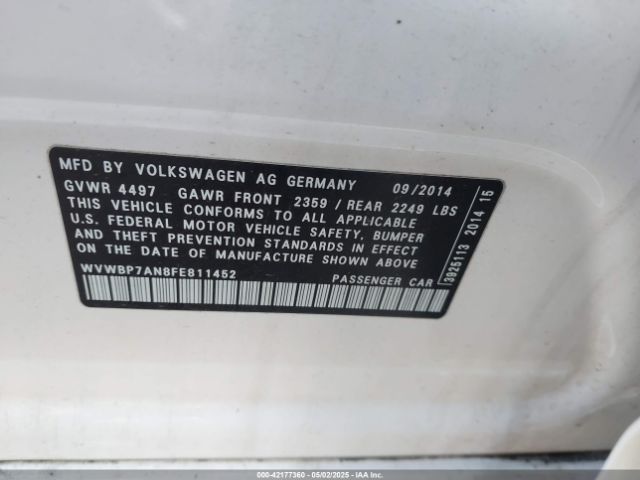 MFD BY VOLKSWAGEN AG GERMANY 09/2014
GVWR 4497 GAWR FRONT 2359 / REAR 2249 LBS
THIS VEHICLE CONFORMS TO ALL APPLICABLE
U.S. FEDERAL MOTOR VEHICLE SAFETY, BUMPER
AND THEFT PREVENTION STANDARDS IN EFFECT
ON THE DATE OF MANUFACTURE SHOWN ABOVE.
WVWBP7AN8FE811452 PASSENGER CAR
3925113 2014 15
000-42177360 - 05/02/2025 - IAAI